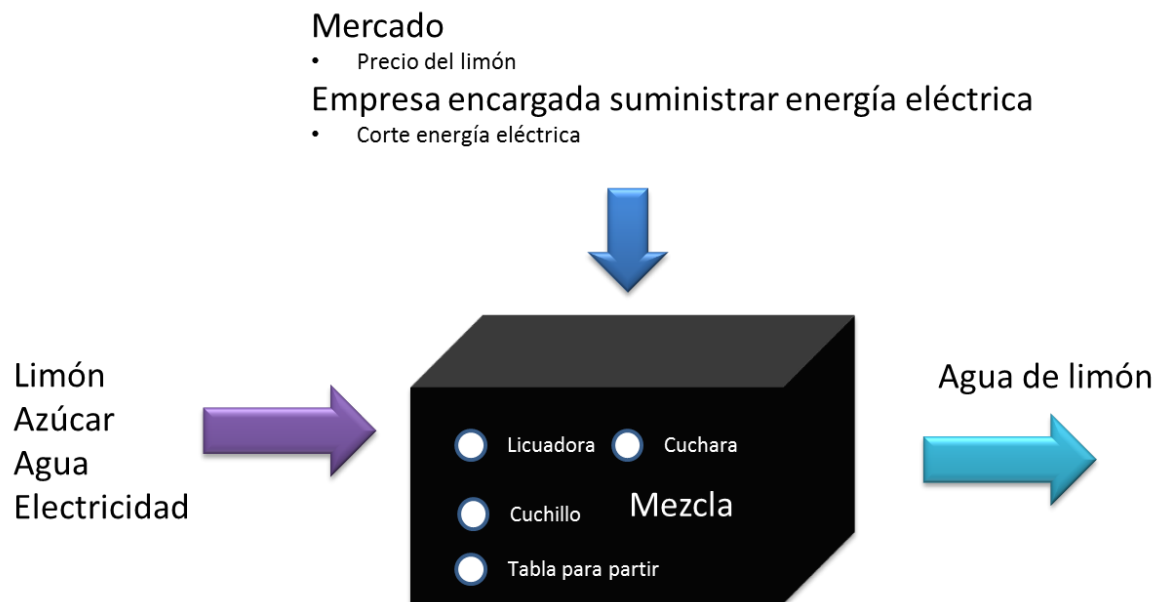 Mercado
• Precio del limón
Empresa encargada suministrar energía eléctrica
• Corte energía eléctrica
Limón
Azúcar
Agua
Electricidad
Licuadora
Cuchara
Cuchillo
Mezcla
Tabla para partir
Agua de limón